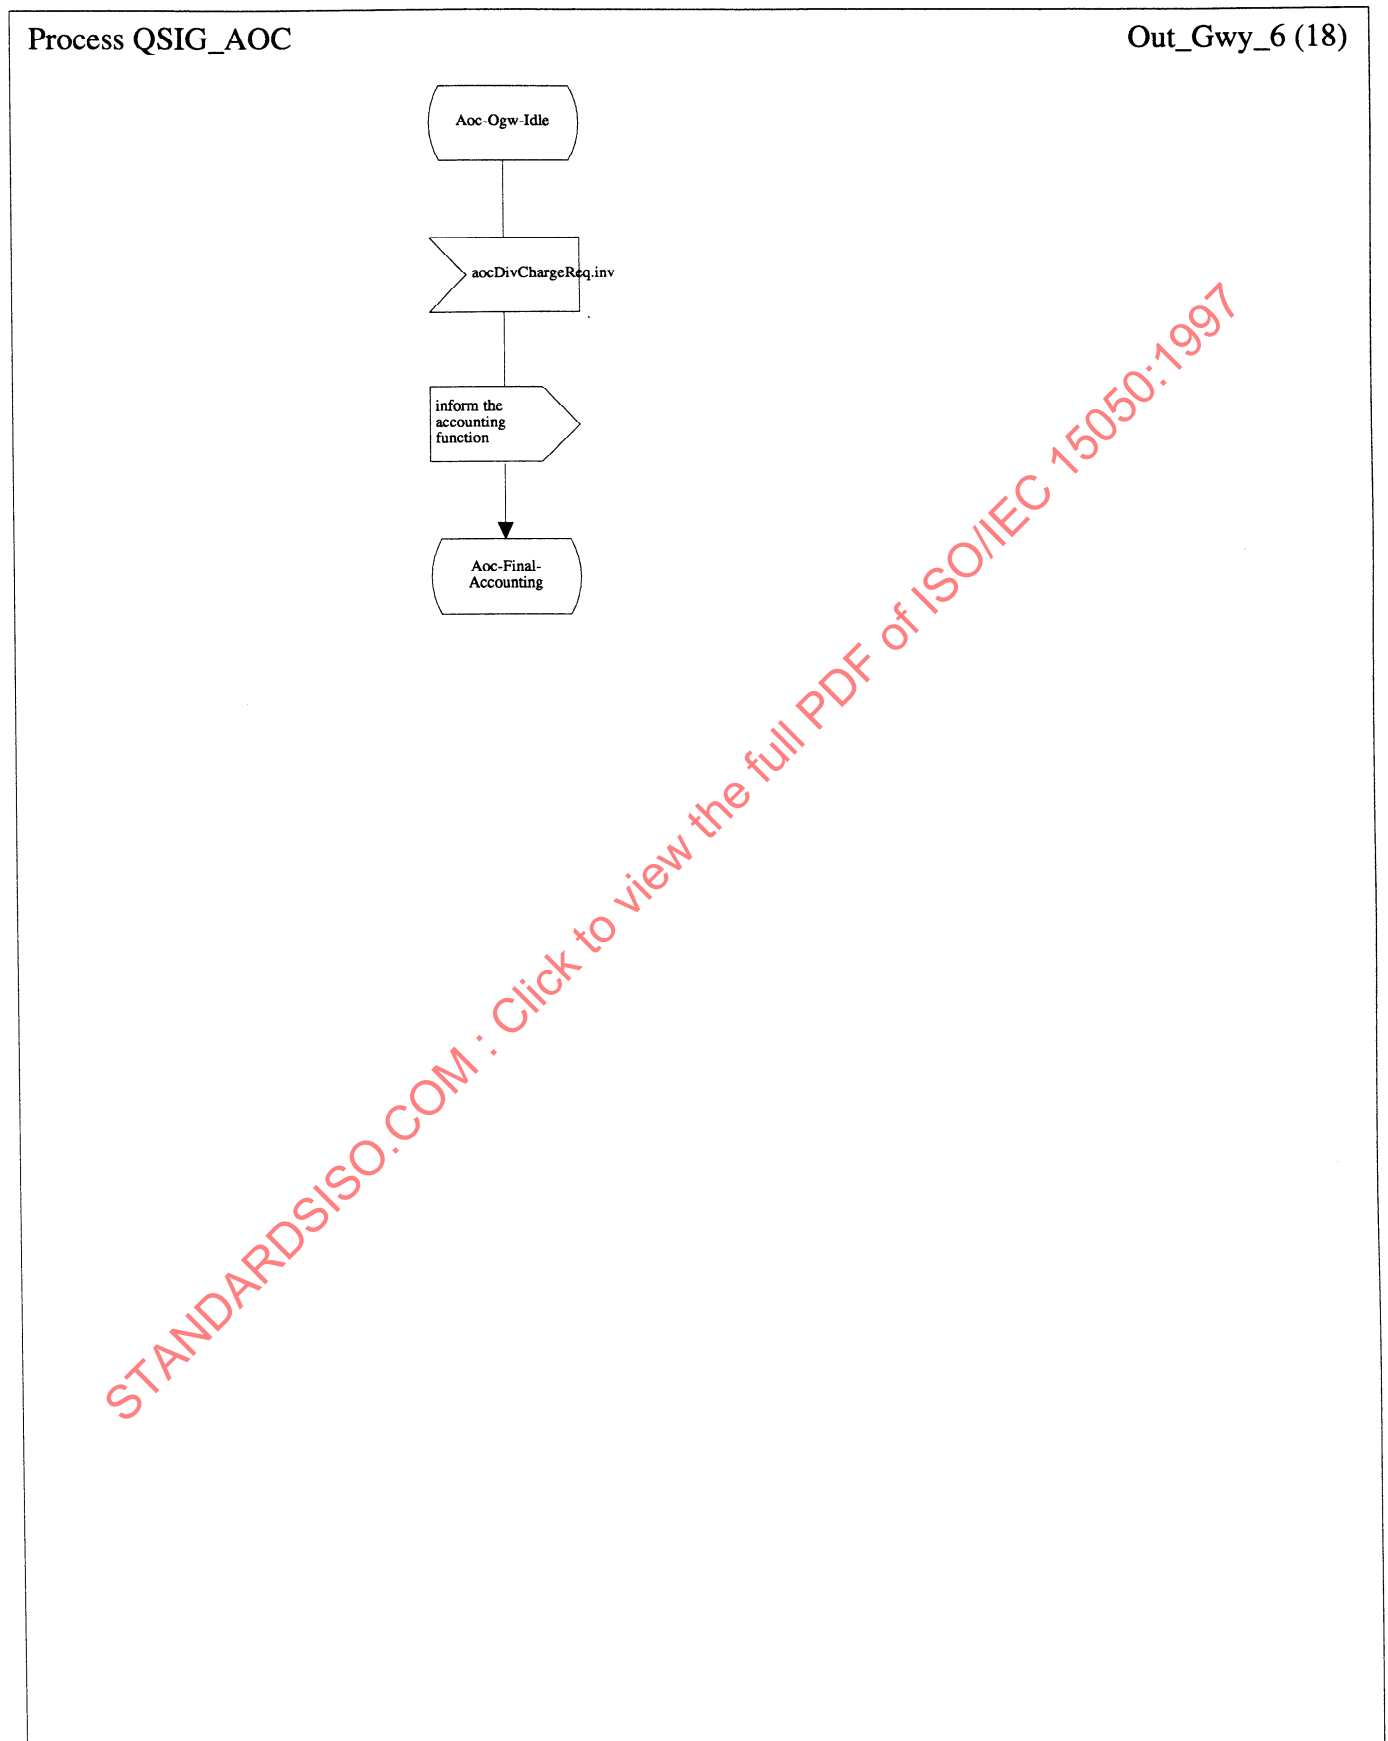 Process QSIG_AOC
Out_Gwy_6 (18)
Aoc-Ogw-Idle
aocDivChargeReq.inv
inform the
accounting
function
Aoc-Final-
Accounting
STANDARDSISO.COM : Click to view the full PDF of ISO/IEC 15050:1997